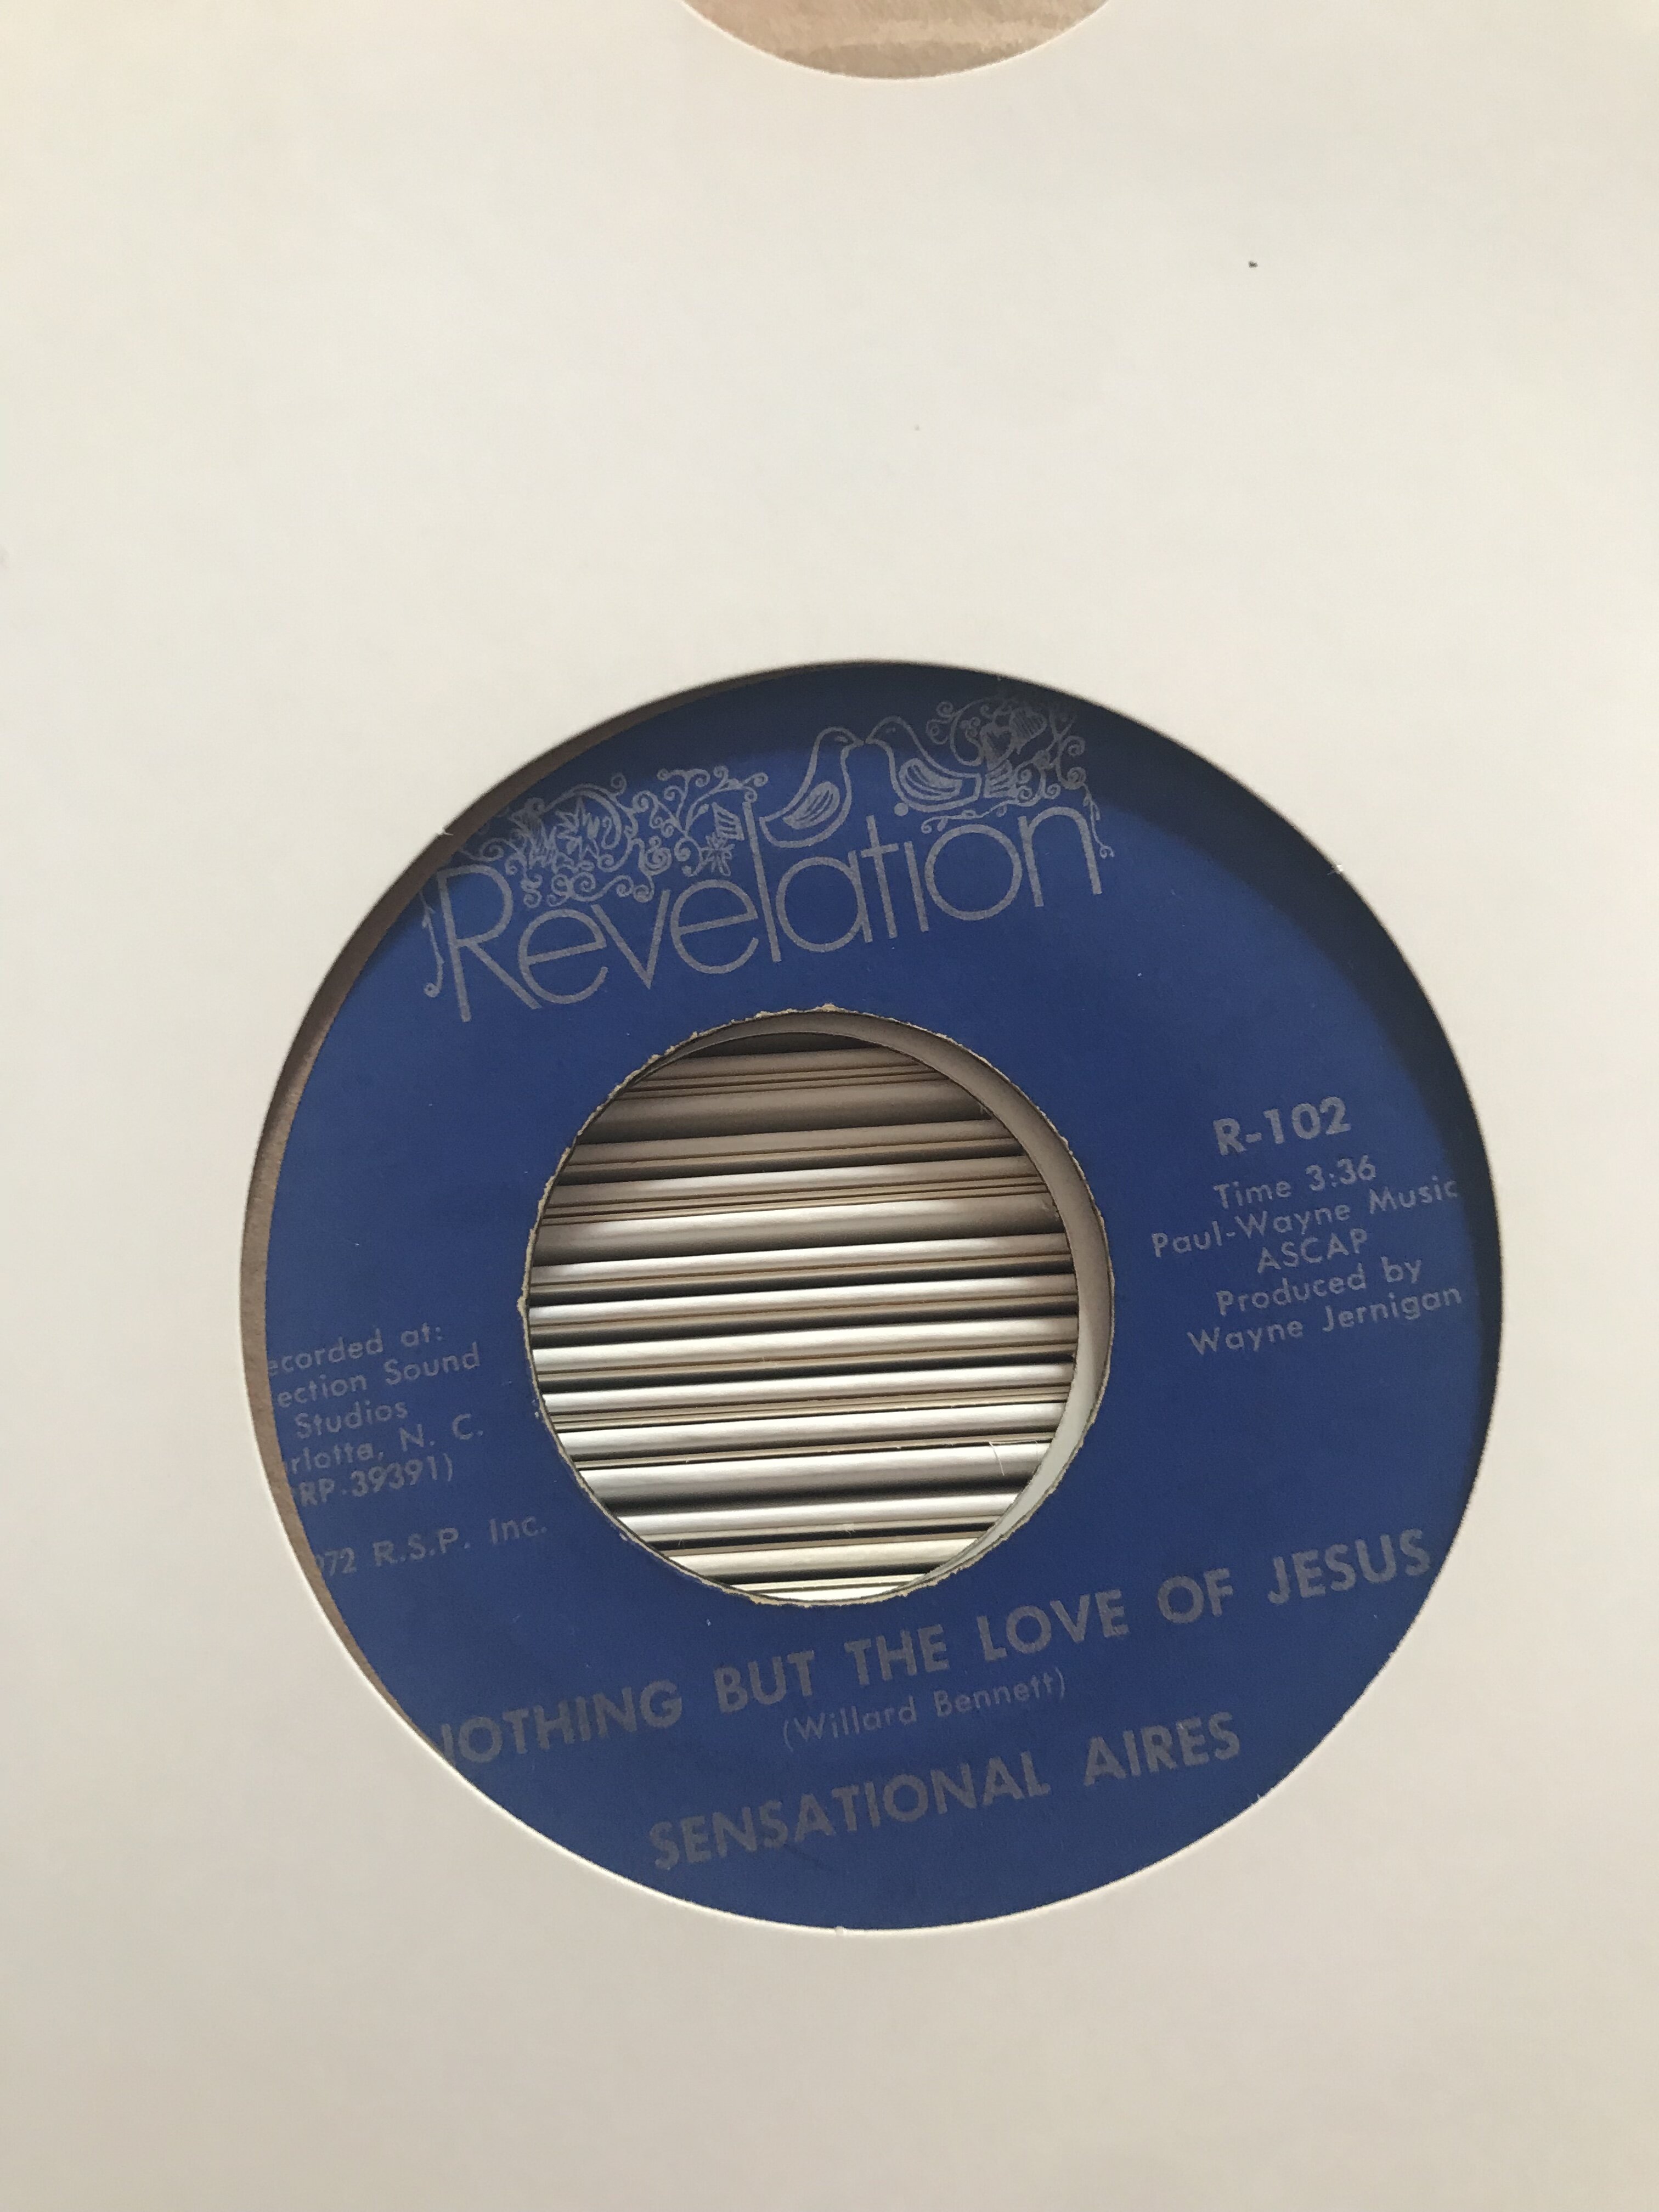 Revelation
R-102
Time 3:36
Paul-Wayne Music
ASCAP
Produced by
Wayne Jernigan
ecorded at:
ection Sound
Studios
rlotte, N. C.
RP-39391)
972 R.S.P. Inc.
NOTHING BUT THE LOVE OF JESUS
(Willard Bennett)
SENSATIONAL AIRES